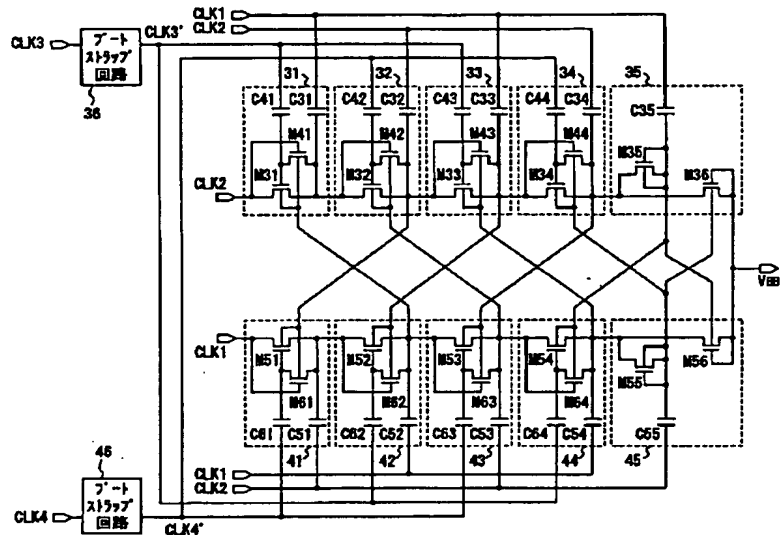 CLK1
CLK2
CLK3
ブート
ストラップ
回路
CLK3'
36
31
32
33
34
35
C41
C31
C42
C32
C43
C33
C44
C34
C35
M41
M42
M43
M44
M35
M31
M32
M33
M34
M36
CLK2
VBB
CLK1
M51
M52
M53
M54
M55
M56
M61
M62
M63
M64
C61
C51
C62
C52
C63
C53
C64
C54
C55
41
42
43
44
45
46
ブート
ストラップ
回路
CLK1
CLK2
CLK4
CLK4'